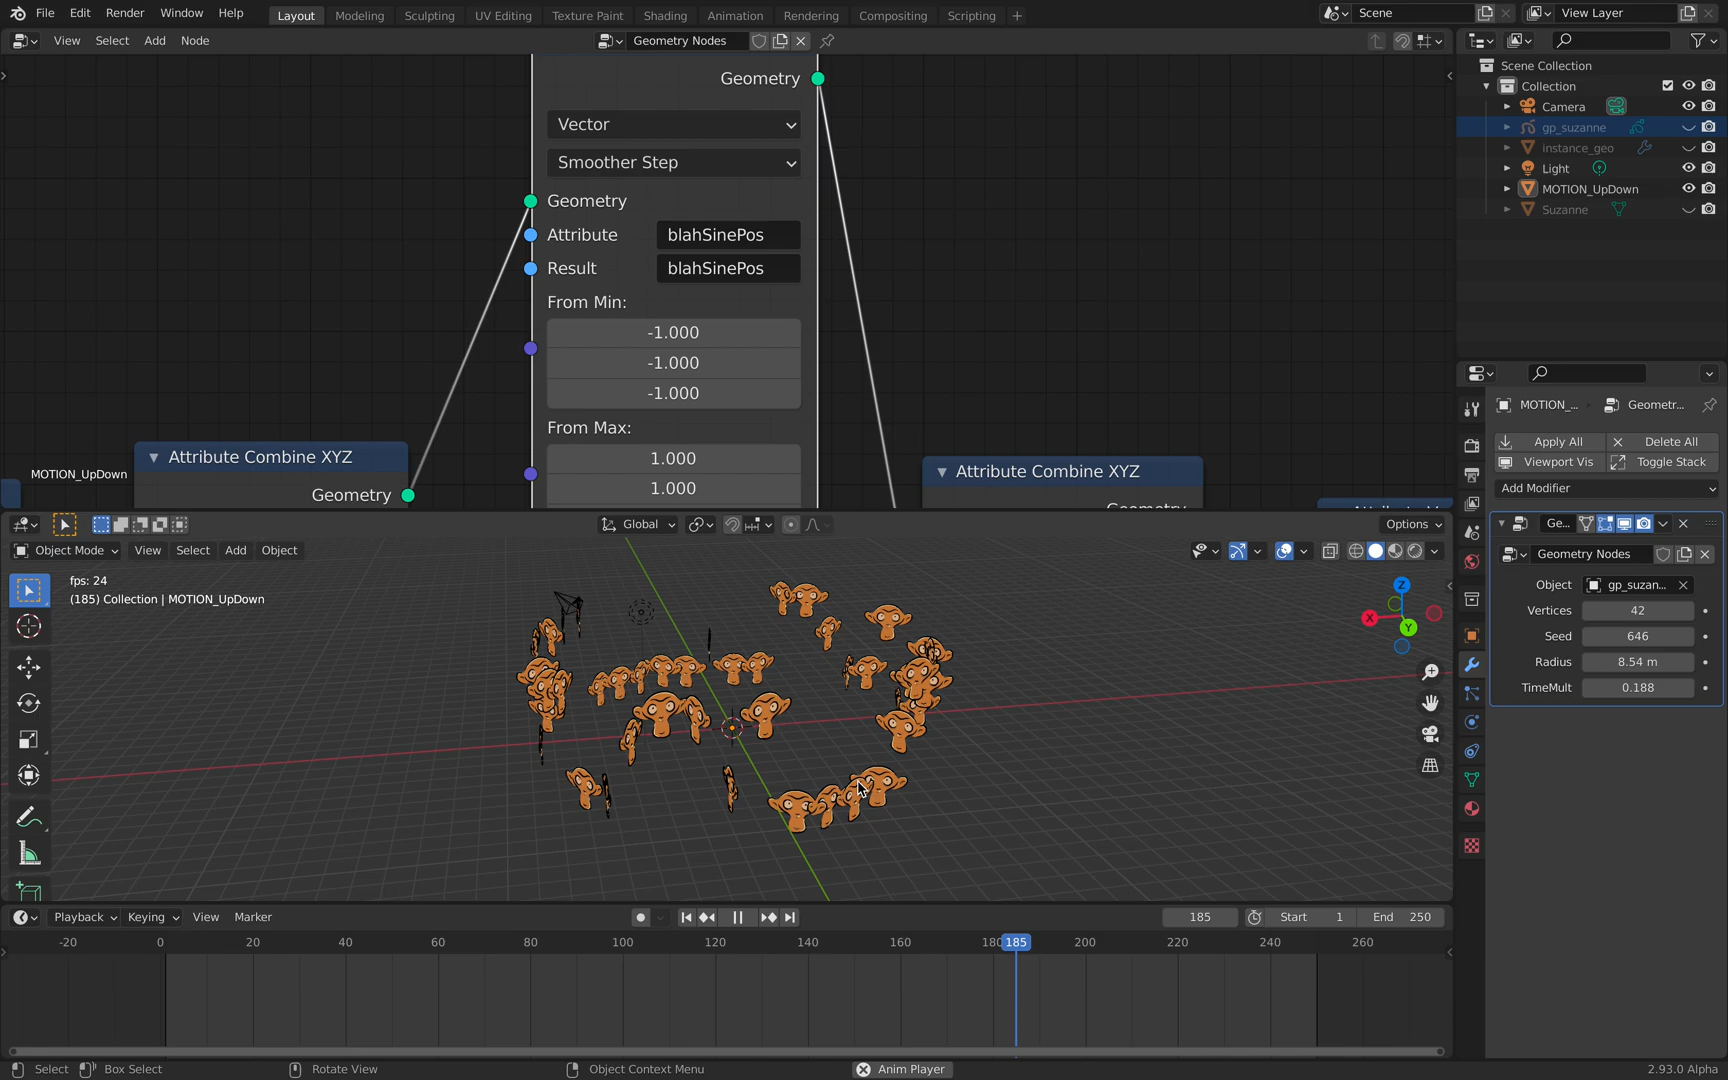 File Edit Render Window Help
Layout Modeling Sculpting UV Editing Texture Paint Shading Animation Rendering Compositing Scripting
Scene
View Layer
View Select Add Node
Geometry Nodes
Geometry
Vector
Smoother Step
Geometry
Attribute blahSinePos
Result blahSinePos
From Min:
-1.000
-1.000
-1.000
From Max:
1.000
1.000
MOTION_UpDown
Attribute Combine XYZ
Geometry
Attribute Combine XYZ
Scene Collection
Collection
Camera
gp_suzanne
instance_geo
Light
MOTION_UpDown
Suzanne
MOTION_... Geometr...
Apply All Delete All
Viewport Vis Toggle Stack
Add Modifier
Ge...
Geometry Nodes
Object gp_suzan...
Vertices 42
Seed 646
Radius 8.54 m
TimeMult 0.188
Global
Options
Object Mode View Select Add Object
fps: 24
(185) Collection | MOTION_UpDown
Z
X
Y
Playback Keying View Marker
185
Start 1
End 250
-20 0 20 40 60 80 100 120 140 160 180 185 200 220 240 260
Select Box Select Rotate View Object Context Menu Anim Player 2.93.0 Alpha